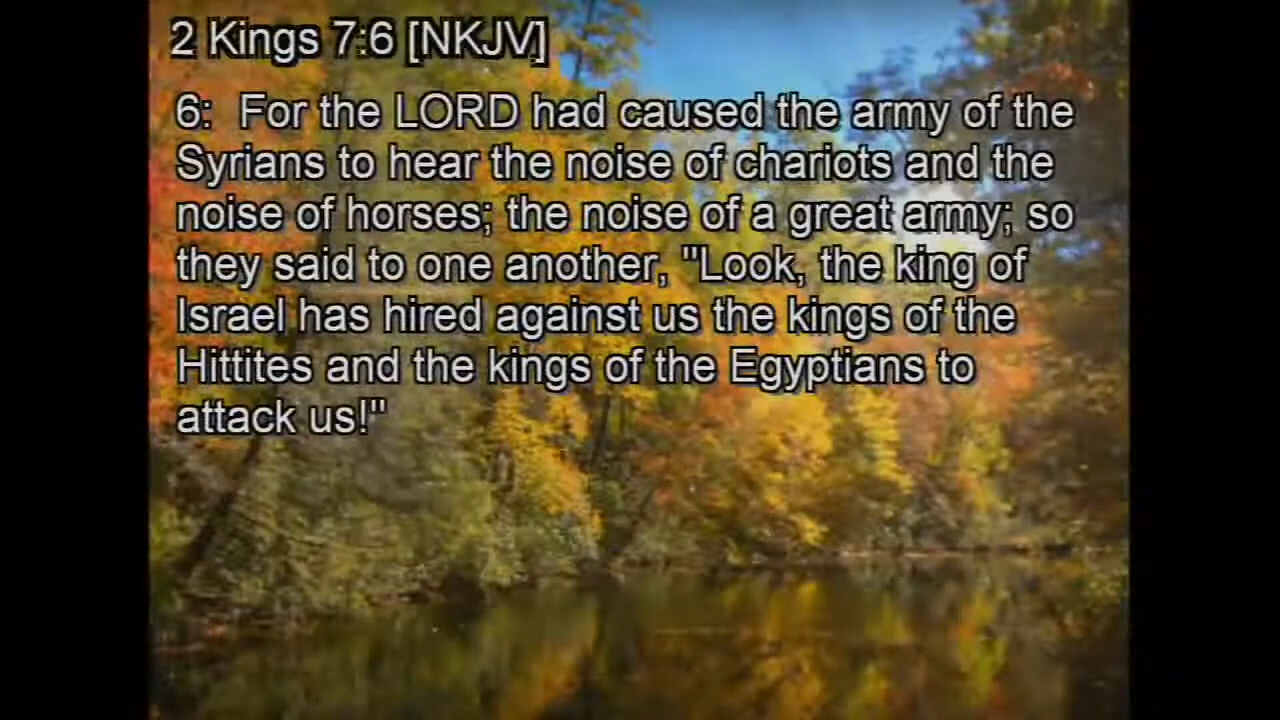 2 Kings 7:6 [NKJV]
6:  For the LORD had caused the army of the
Syrians to hear the noise of chariots and the
noise of horses; the noise of a great army; so
they said to one another, "Look, the king of
Israel has hired against us the kings of the
Hittites and the kings of the Egyptians to
attack us!"